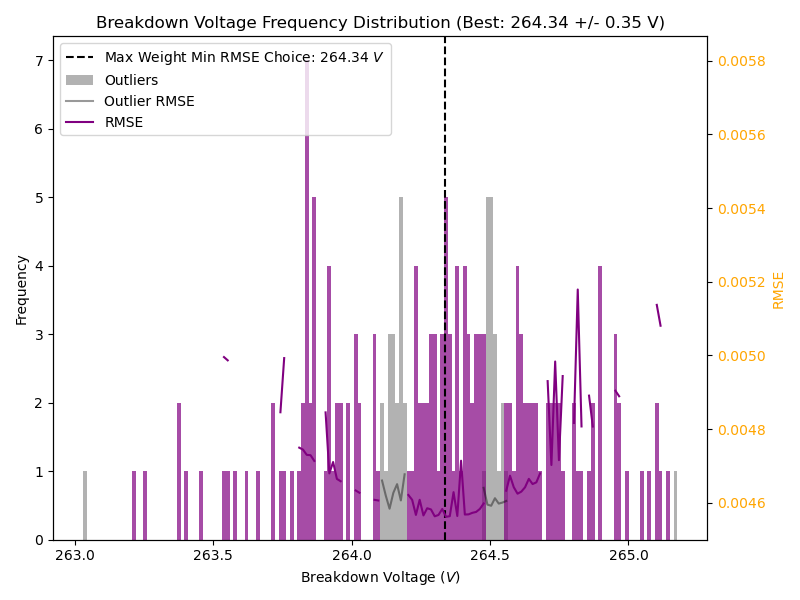 Breakdown Voltage Frequency Distribution (Best: 264.34 +/- 0.35 V)
Max Weight Min RMSE Choice: 264.34 V
Outliers
Outlier RMSE
RMSE
7
6
5
4
3
2
1
0
Frequency
0.0058
0.0056
0.0054
0.0052
0.0050
0.0048
0.0046
RMSE
263.0 263.5 264.0 264.5 265.0
Breakdown Voltage (V)